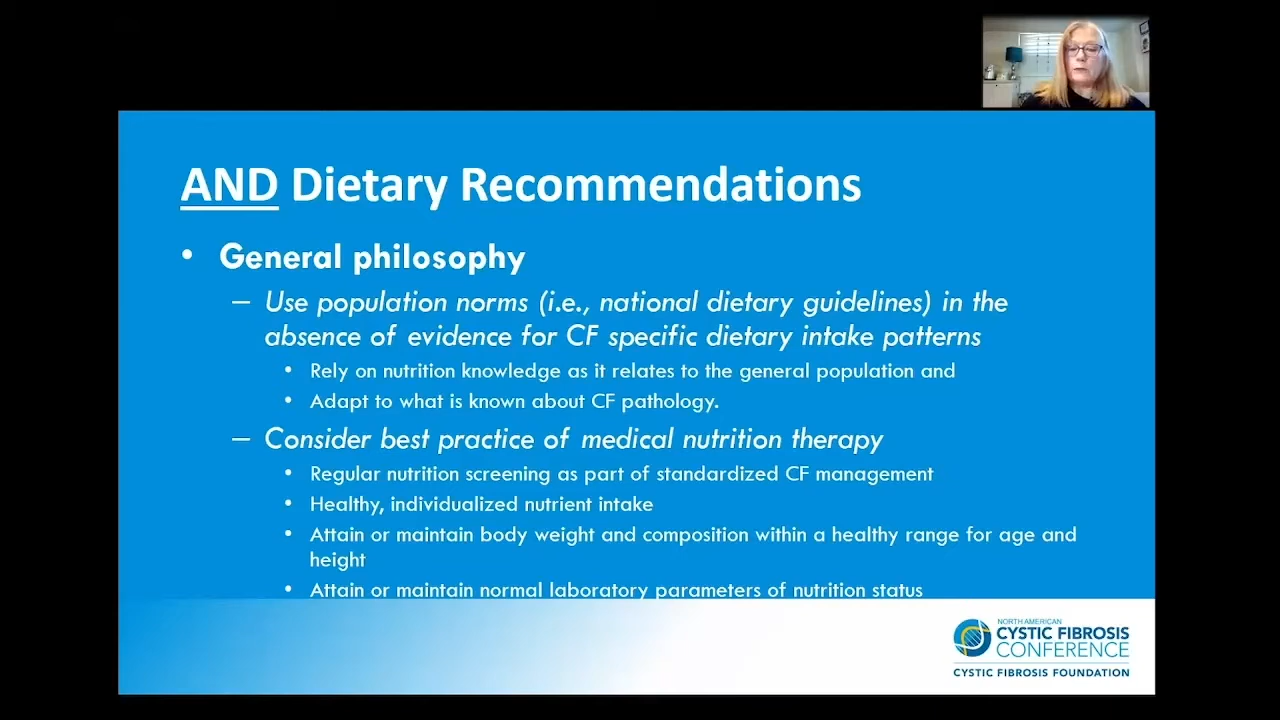 AND Dietary Recommendations
• General philosophy
– Use population norms (i.e., national dietary guidelines) in the
absence of evidence for CF specific dietary intake patterns
• Rely on nutrition knowledge as it relates to the general population and
• Adapt to what is known about CF pathology.
– Consider best practice of medical nutrition therapy
• Regular nutrition screening as part of standardized CF management
• Healthy, individualized nutrient intake
• Attain or maintain body weight and composition within a healthy range for age and
height
• Attain or maintain normal laboratory parameters of nutrition status
NORTH AMERICAN
CYSTIC FIBROSIS
CONFERENCE
CYSTIC FIBROSIS FOUNDATION